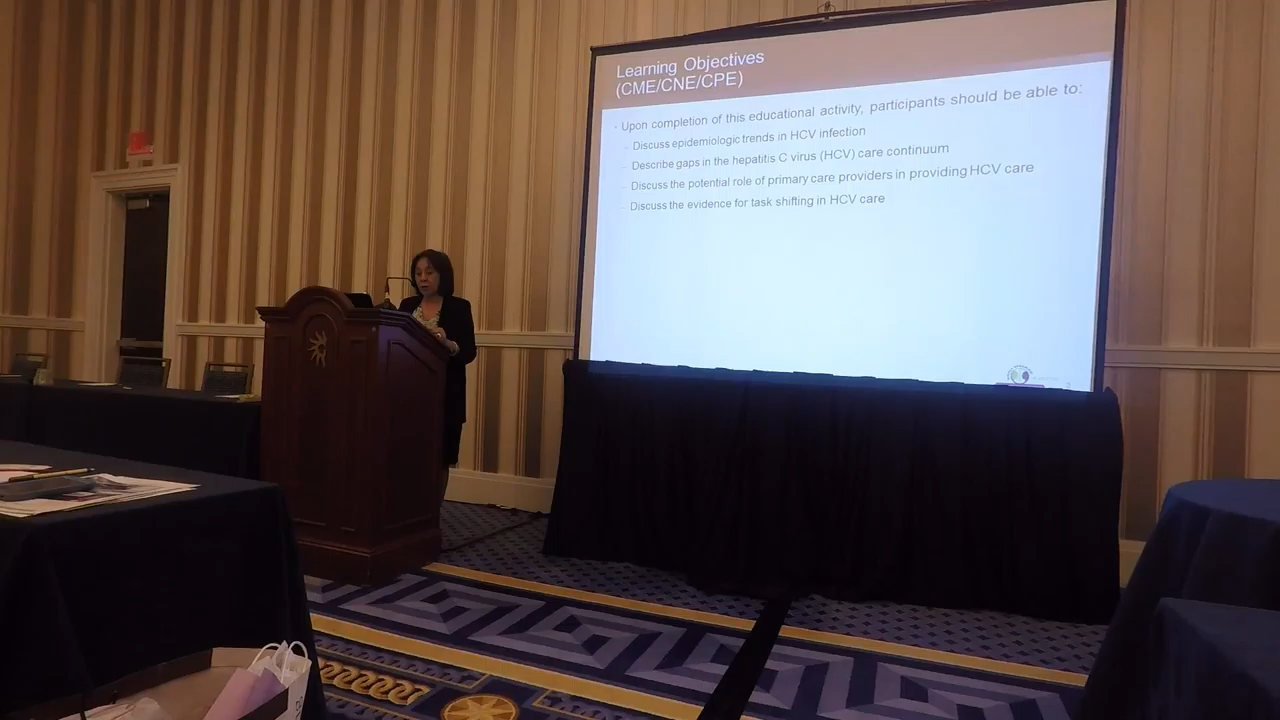 Learning Objectives
(CME/CNE/CPE)
Upon completion of this educational activity, participants should be able to:
Discuss epidemiologic trends in HCV infection
Describe gaps in the hepatitis C virus (HCV) care continuum
Discuss the potential role of primary care providers in providing HCV care
Discuss the evidence for task shifting in HCV care
2